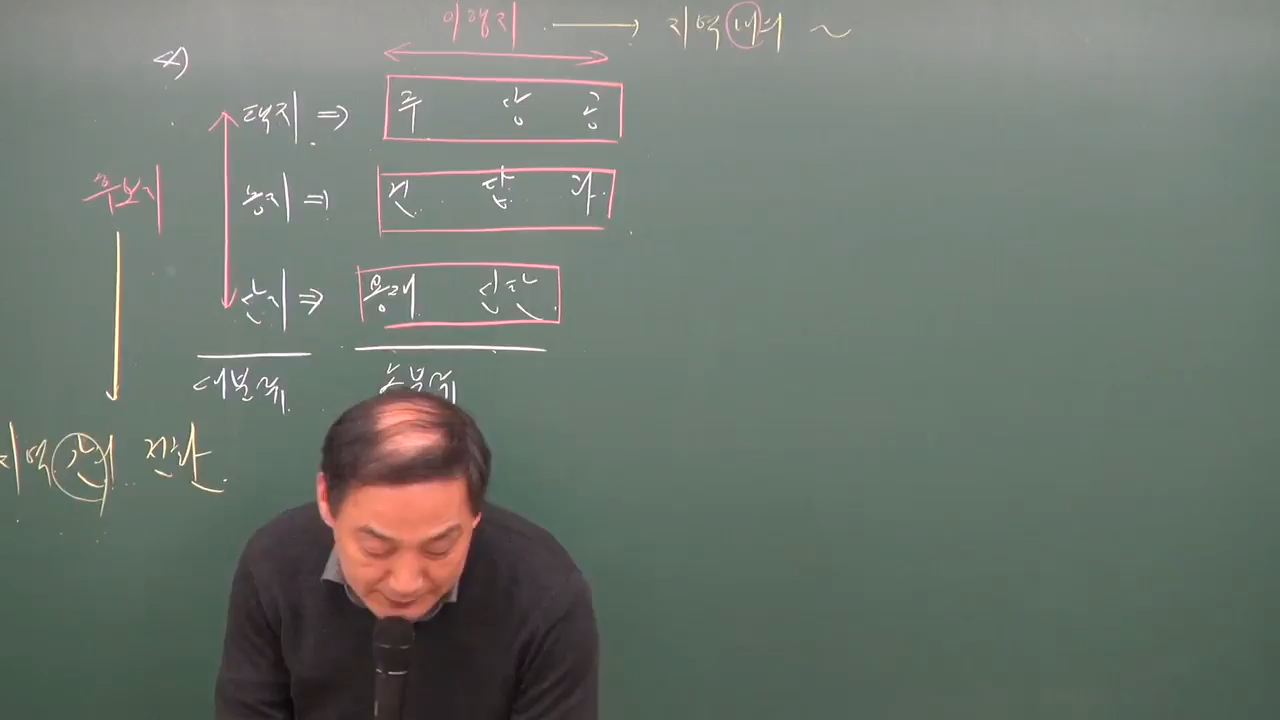 이행지 → 지역내의 ~
용)
택지 ⇒ 주 상 공
후보지
농지 ⇒ 전 답 과
산지 ⇒ 용재 신탄
대분류 소분류
지역간의 전환